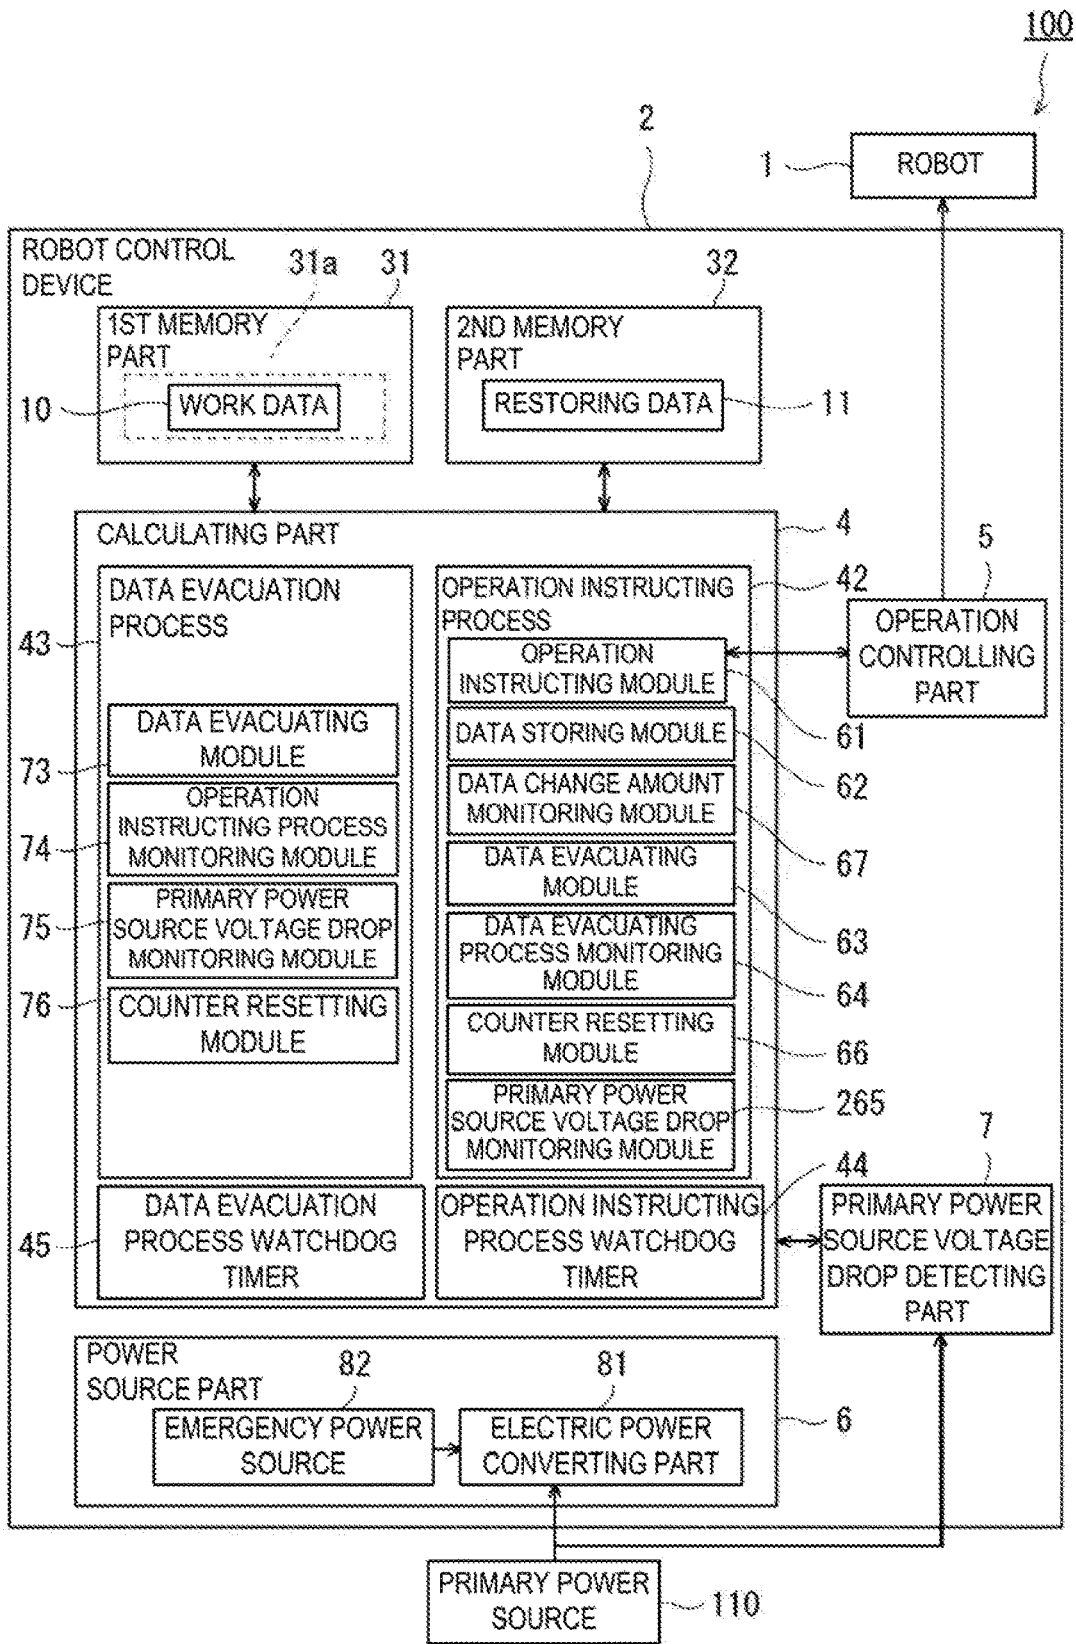 100
2
1
ROBOT
ROBOT CONTROL
DEVICE
31a
31
32
1ST MEMORY
PART
2ND MEMORY
PART
10
WORK DATA
RESTORING DATA
11
CALCULATING PART
4
DATA EVACUATION
PROCESS
43
OPERATION INSTRUCTING
PROCESS
42
5
OPERATION
CONTROLLING
PART
OPERATION
INSTRUCTING MODULE
61
DATA EVACUATING
MODULE
73
DATA STORING MODULE
62
OPERATION
INSTRUCTING PROCESS
MONITORING MODULE
74
DATA CHANGE AMOUNT
MONITORING MODULE
67
PRIMARY POWER
SOURCE VOLTAGE DROP
MONITORING MODULE
75
DATA EVACUATING
MODULE
63
DATA EVACUATING
PROCESS MONITORING
MODULE
64
76
COUNTER RESETTING
MODULE
COUNTER RESETTING
MODULE
66
PRIMARY POWER
SOURCE VOLTAGE DROP
MONITORING MODULE
265
7
44
DATA EVACUATION
PROCESS WATCHDOG
TIMER
45
OPERATION INSTRUCTING
PROCESS WATCHDOG
TIMER
PRIMARY POWER
SOURCE VOLTAGE
DROP DETECTING
PART
POWER
SOURCE PART
82
81
6
EMERGENCY POWER
SOURCE
ELECTRIC POWER
CONVERTING PART
PRIMARY POWER
SOURCE
110